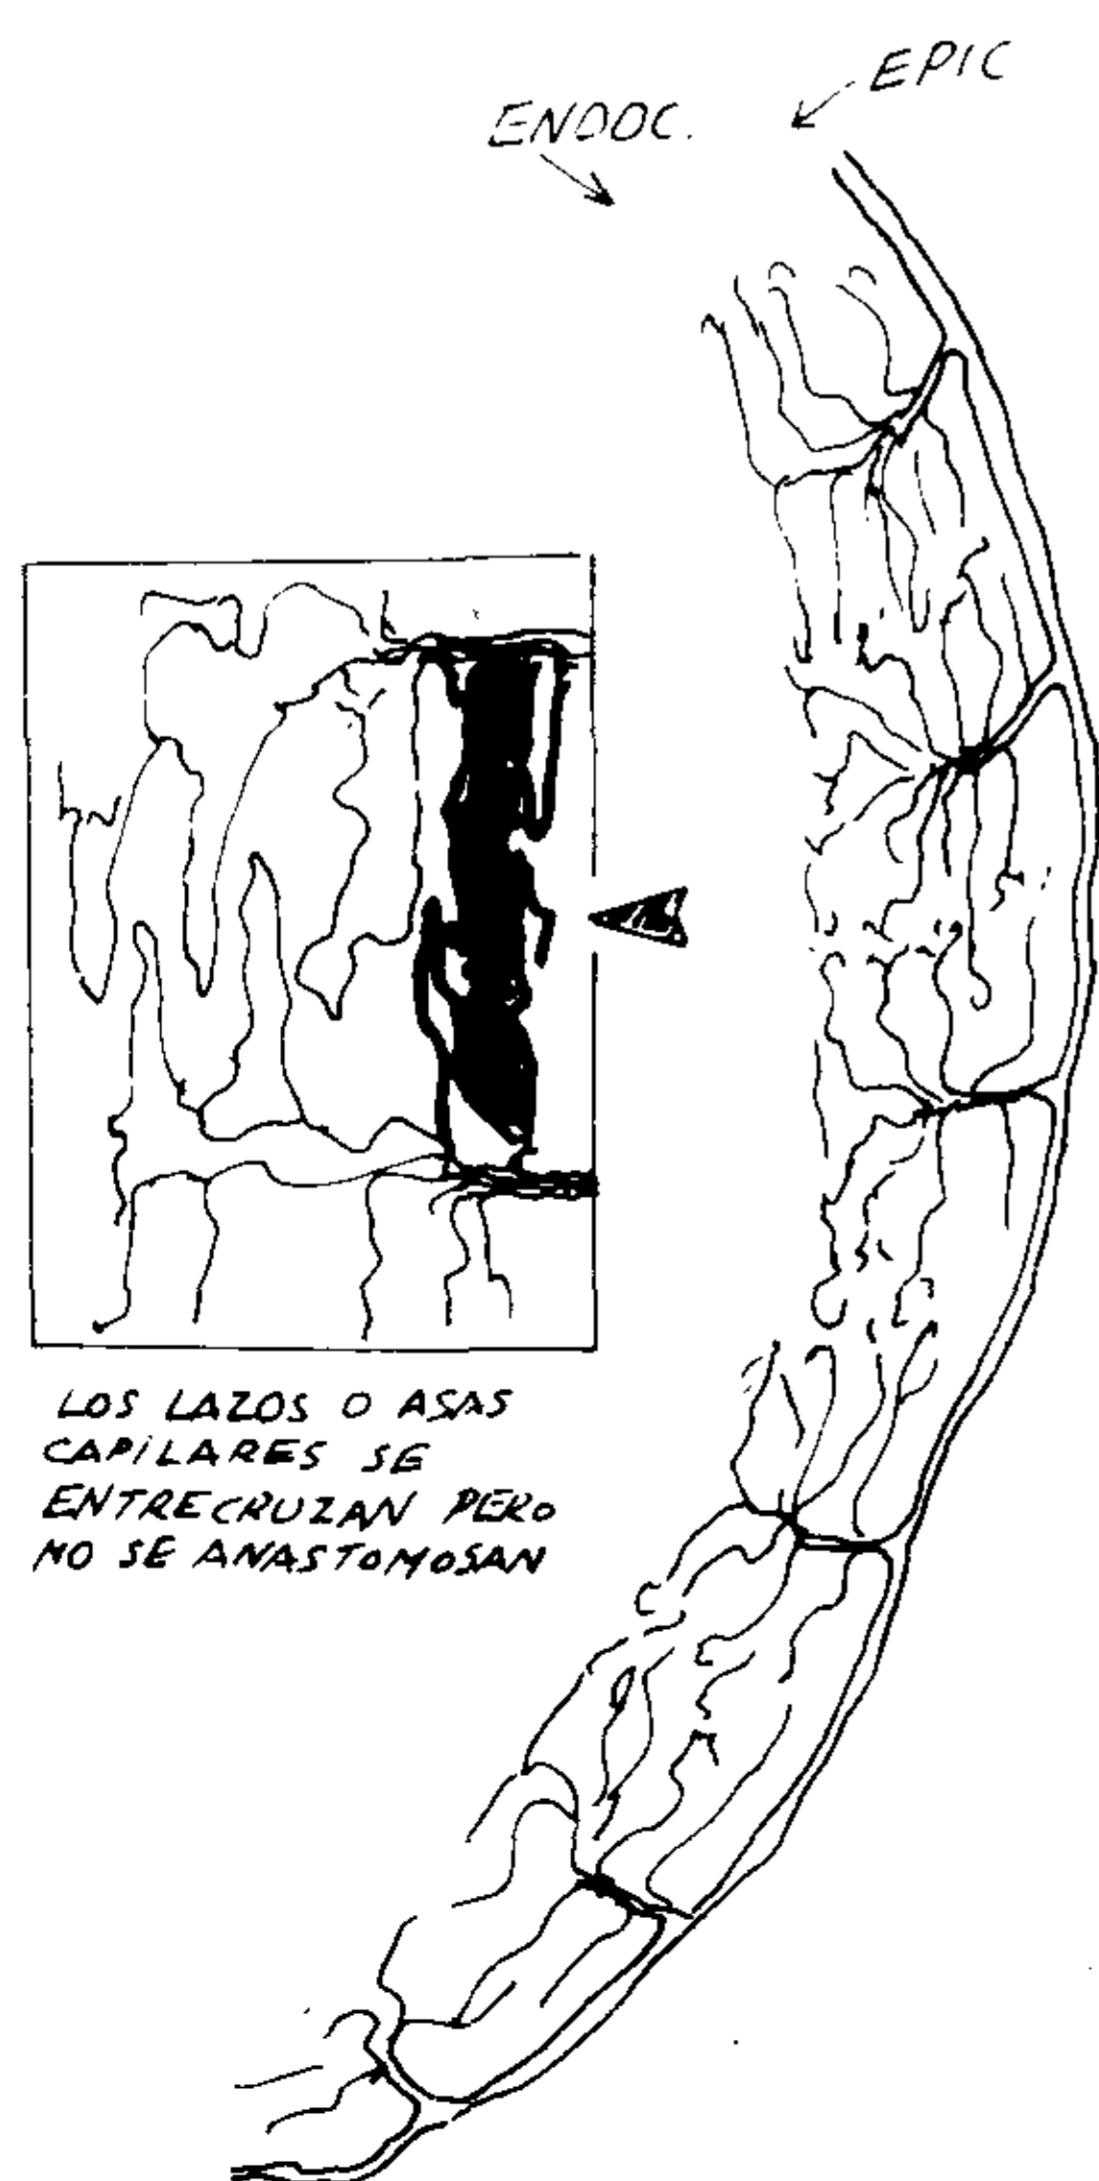 EPIC
ENDOC.
LOS LAZOS O ASAS
CAPILARES SE
ENTRECRUZAN PERO
NO SE ANASTOMOSAN